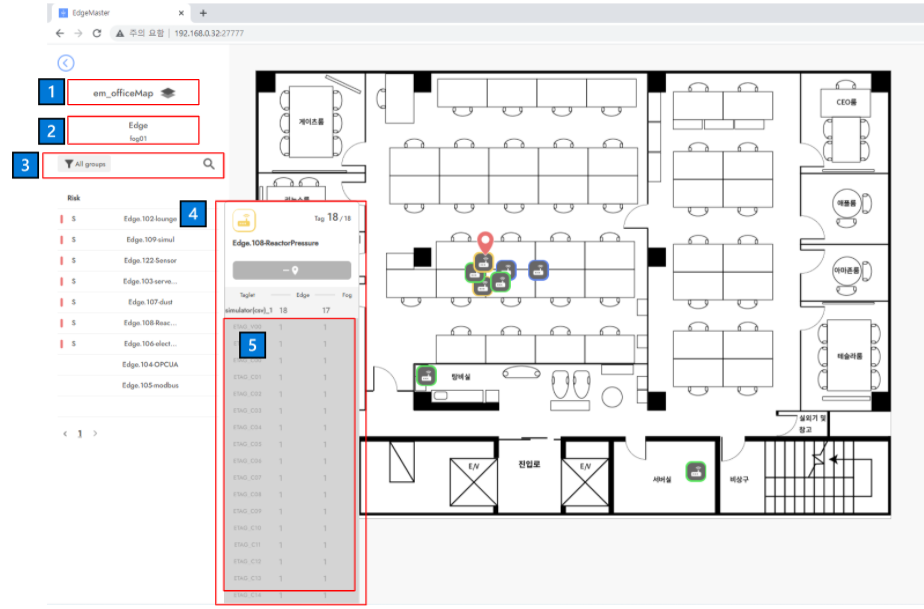 EdgeMaster
주의 요함 192.168.0.32:27777
1
em_officeMap
2
Edge
fog01
3
All groups
Risk
S Edge.102-lounge
S Edge.109-simul
S Edge.122-Sensor
S Edge.103-serve...
S Edge.107-dust
S Edge.108-Reac...
S Edge.106-elect...
Edge.104-OPCUA
Edge.105-modbus
< 1 >
4
Tag 18/18
Edge.108-ReactorPressure
Taglet Edge Fog
simulator(csv)_1 18 17
5
1 1
1 1
1 1
ETAG_C01 1 1
ETAG_C02 1 1
ETAG_C03 1 1
ETAG_C04 1 1
ETAG_C05 1 1
ETAG_C06 1 1
ETAG_C07 1 1
ETAG_C08 1 1
ETAG_C09 1 1
ETAG_C10 1 1
ETAG_C11 1 1
ETAG_C12 1 1
ETAG_C13 1 1
ETAG_C14 1 1
게이츠룸
CEO룸
애플룸
아마존룸
테슬라룸
탕비실
실외기 및
창고
E/V
진입로
E/V
서버실
비상구